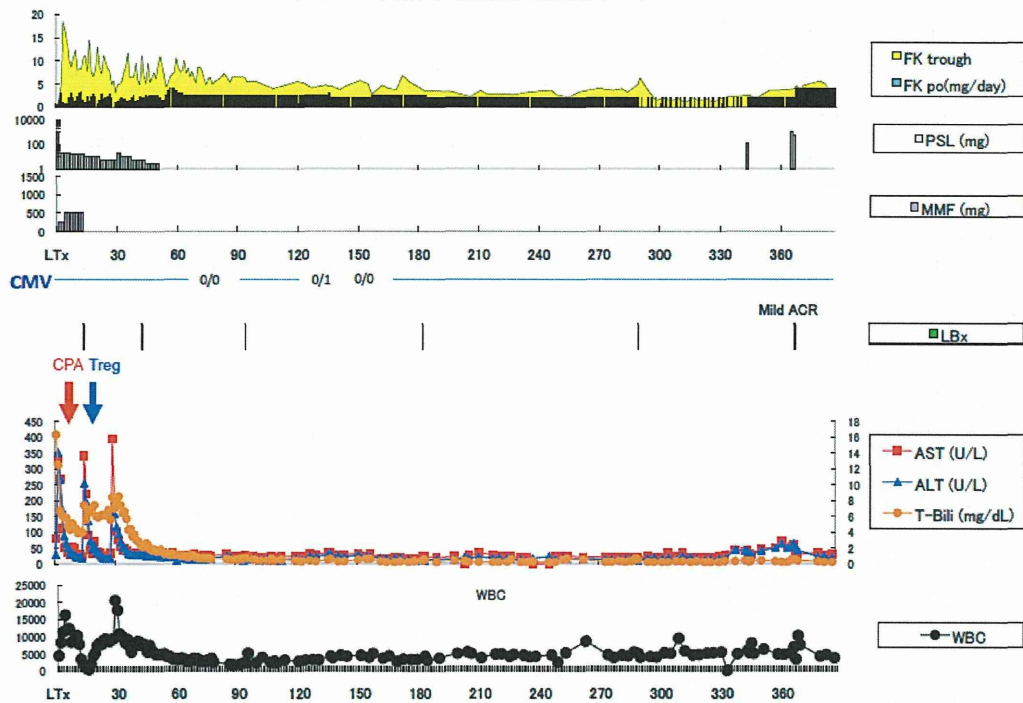 20
15
10
5
0
FK trough
FK po(mg/day)
10000
100
1
PSL (mg)
1500
1000
500
0
MMF (mg)
LTx 30 60 90 120 150 180 210 240 270 300 330 360
CMV 0/0 0/1 0/0
Mild ACR
LBx
CPA Treg
450 18
400 16
350 14
300 12
250 10
200 8
150 6
100 4
50 2
0 0
AST (U/L)
ALT (U/L)
T-Bili (mg/dL)
WBC
25000
20000
15000
10000
5000
0
WBC
LTx 30 60 90 120 150 180 210 240 270 300 330 360